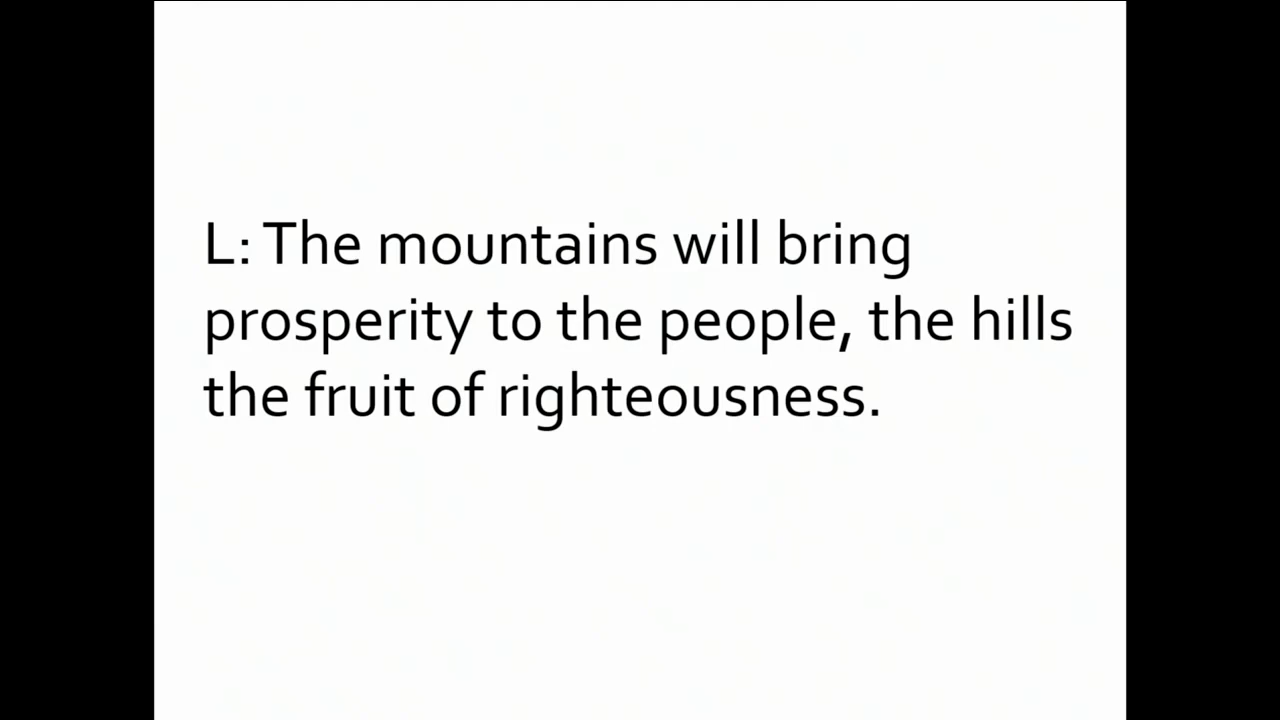 L: The mountains will bring
prosperity to the people, the hills
the fruit of righteousness.